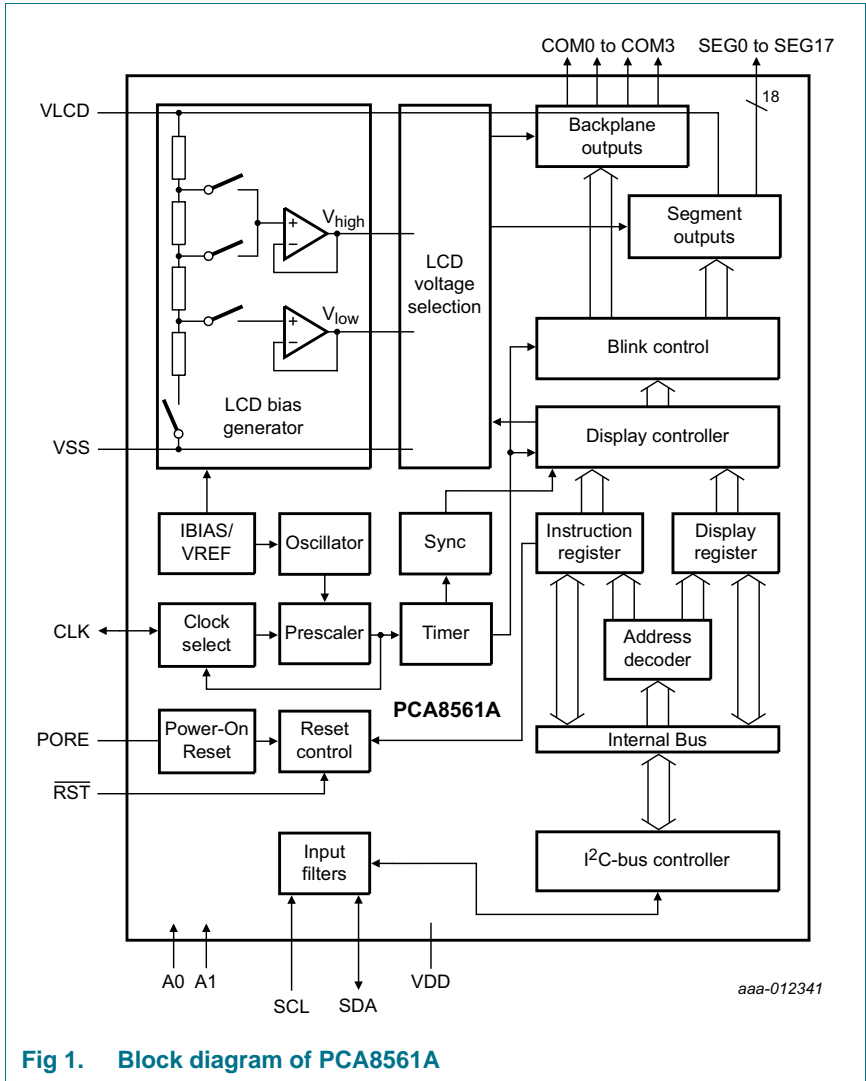 COM0 to COM3
SEG0 to SEG17
18
VLCD
Backplane
outputs
Segment
outputs
Vhigh
LCD
voltage
selection
Vlow
Blink control
LCD bias
generator
Display controller
VSS
IBIAS/
VREF
Oscillator
Sync
Instruction
register
Display
register
CLK
Clock
select
Prescaler
Timer
Address
decoder
PCA8561A
PORE
Power-On
Reset
Reset
control
Internal Bus
RST
Input
filters
I2C-bus controller
A0
A1
SCL
SDA
VDD
aaa-012341
Fig 1. Block diagram of PCA8561A